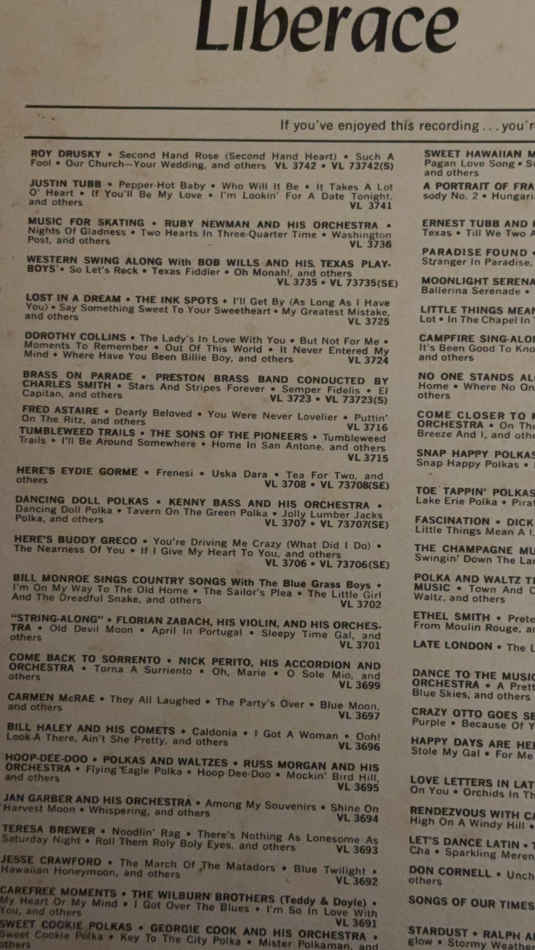 Liberace
If you've enjoyed this recording . . . you'r
ROY DRUSKY • Second Hand Rose (Second Hand Heart) • Such A
Fool • Our Church—Your Wedding, and others VL 3742 • VL 73742(S)
JUSTIN TUBB • Pepper-Hot Baby • Who Will It Be • It Takes A Lot
O' Heart • If You'll Be My Love • I'm Lookin' For A Date Tonight,
and others VL 3741
MUSIC FOR SKATING • RUBY NEWMAN AND HIS ORCHESTRA •
Nights Of Gladness • Two Hearts In Three-Quarter Time • Washington
Post, and others VL 3736
WESTERN SWING ALONG With BOB WILLS AND HIS TEXAS PLAY-
BOYS • So Let's Rock • Texas Fiddler • Oh Monah!, and others
VL 3735 • VL 73735(SE)
LOST IN A DREAM • THE INK SPOTS • I'll Get By (As Long As I Have
You) • Say Something Sweet To Your Sweetheart • My Greatest Mistake,
and others VL 3725
DOROTHY COLLINS • The Lady's In Love With You • But Not For Me •
Moments To Remember • Out Of This World • It Never Entered My
Mind • Where Have You Been Billie Boy, and others VL 3724
BRASS ON PARADE • PRESTON BRASS BAND CONDUCTED BY
CHARLES SMITH • Stars And Stripes Forever • Semper Fidelis • El
Capitan, and others VL 3723 • VL 73723(S)
FRED ASTAIRE • Dearly Beloved • You Were Never Lovelier • Puttin'
On The Ritz, and others VL 3716
TUMBLEWEED TRAILS • THE SONS OF THE PIONEERS • Tumbleweed
Trails • I'll Be Around Somewhere • Home In San Antone, and others
VL 3715
HERE'S EYDIE GORME • Frenesi • Uska Dara • Tea For Two, and
others VL 3708 • VL 73708(SE)
DANCING DOLL POLKAS • KENNY BASS AND HIS ORCHESTRA •
Dancing Doll Polka • Tavern On The Green Polka • Jolly Lumber Jacks
Polka, and others VL 3707 • VL 73707(SE)
HERE'S BUDDY GRECO • You're Driving Me Crazy (What Did I Do) •
The Nearness Of You • If I Give My Heart To You, and others
VL 3706 • VL 73706(SE)
BILL MONROE SINGS COUNTRY SONGS With The Blue Grass Boys •
I'm On My Way To The Old Home • The Sailor's Plea • The Little Girl
And The Dreadful Snake, and others VL 3702
"STRING-ALONG" • FLORIAN ZABACH, HIS VIOLIN, AND HIS ORCHES-
TRA • Old Devil Moon • April In Portugal • Sleepy Time Gal, and
others VL 3701
COME BACK TO SORRENTO • NICK PERITO, HIS ACCORDION AND
ORCHESTRA • Torna A Surriento • Oh, Marie • O Sole Mio, and
others VL 3699
CARMEN McRAE • They All Laughed • The Party's Over • Blue Moon,
and others VL 3697
BILL HALEY AND HIS COMETS • Caldonia • I Got A Woman • Ooh!
Look-A There, Ain't She Pretty, and others VL 3696
HOOP-DEE-DOO • POLKAS AND WALTZES • RUSS MORGAN AND HIS
ORCHESTRA • Flying Eagle Polka • Hoop-Dee-Doo • Mockin' Bird Hill,
and others VL 3695
JAN GARBER AND HIS ORCHESTRA • Among My Souvenirs • Shine On
Harvest Moon • Whispering, and others VL 3694
TERESA BREWER • Noodlin' Rag • There's Nothing As Lonesome As
Saturday Night • Roll Them Roly Boly Eyes, and others VL 3693
JESSE CRAWFORD • The March Of The Matadors • Blue Twilight •
Hawaiian Honeymoon, and others VL 3692
CAREFREE MOMENTS • THE WILBURN BROTHERS (Teddy & Doyle) •
My Heart Or My Mind • I Got Over The Blues • I'm So In Love With
You, and others VL 3691
SWEET COOKIE POLKAS • GEORGIE COOK AND HIS ORCHESTRA •
Sweet Cookie Polka • Key To The City Polka • Mister Polkaman, and
others
SWEET HAWAIIAN M
Pagan Love Song • S
and others
A PORTRAIT OF FRA
sody No. 2 • Hungari
ERNEST TUBB AND
Texas • Till We Two A
PARADISE FOUND •
Stranger In Paradise,
MOONLIGHT SERENA
Ballerina Serenade •
LITTLE THINGS MEAN
Lot • In The Chapel In
CAMPFIRE SING-ALO
It's Been Good To Kno
and others
NO ONE STANDS AL
Home • Where No On
others
COME CLOSER TO
ORCHESTRA • On The
Breeze And I, and oth
SNAP HAPPY POLKAS
Snap Happy Polkas •
TOE TAPPIN' POLKAS
Lake Erie Polka • Pira
FASCINATION • DICK
Little Things Mean A
THE CHAMPAGNE MU
Swingin' Down The La
POLKA AND WALTZ T
MUSIC • Town And C
Waltz, and others
ETHEL SMITH • Prete
From Moulin Rouge, a
LATE LONDON • The L
DANCE TO THE MUSIC
ORCHESTRA • A Prett
Blue Skies, and others
CRAZY OTTO GOES SE
Purple • Because Of Y
HAPPY DAYS ARE HE
Stole My Gal • For Me
LOVE LETTERS IN LAT
On You • Orchids In Th
RENDEZVOUS WITH C
High On A Windy Hill •
LET'S DANCE LATIN • T
Cha • Sparkling Meren
DON CORNELL • Unch
others
SONGS OF OUR TIMES
STARDUST • RALPH A
glow • Stormy Weathe